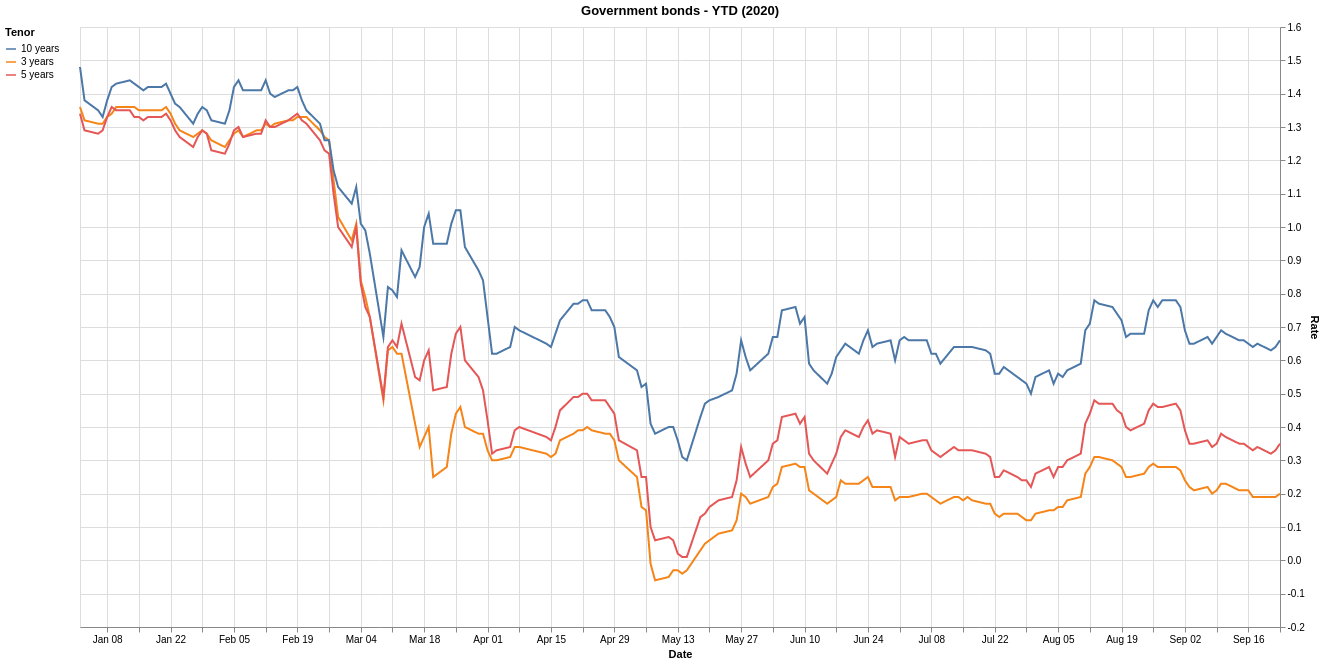 Government bonds - YTD (2020)
Tenor
10 years
3 years
5 years
1.6
1.5
1.4
1.3
1.2
1.1
1.0
0.9
0.8
0.7
0.6
0.5
0.4
0.3
0.2
0.1
0.0
-0.1
-0.2
Rate
Jan 08 Jan 22 Feb 05 Feb 19 Mar 04 Mar 18 Apr 01 Apr 15 Apr 29 May 13 May 27 Jun 10 Jun 24 Jul 08 Jul 22 Aug 05 Aug 19 Sep 02 Sep 16
Date